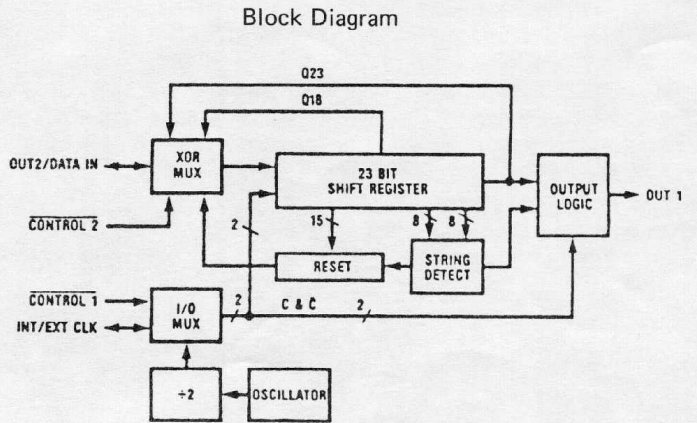 Block Diagram
Q23
Q18
OUT2/DATA IN
XOR
MUX
23 BIT
SHIFT REGISTER
OUTPUT
LOGIC
OUT 1
CONTROL 2
2
15
8
8
RESET
STRING
DETECT
CONTROL 1
INT/EXT CLK
I/O
MUX
2
C & C̅
2
÷2
OSCILLATOR